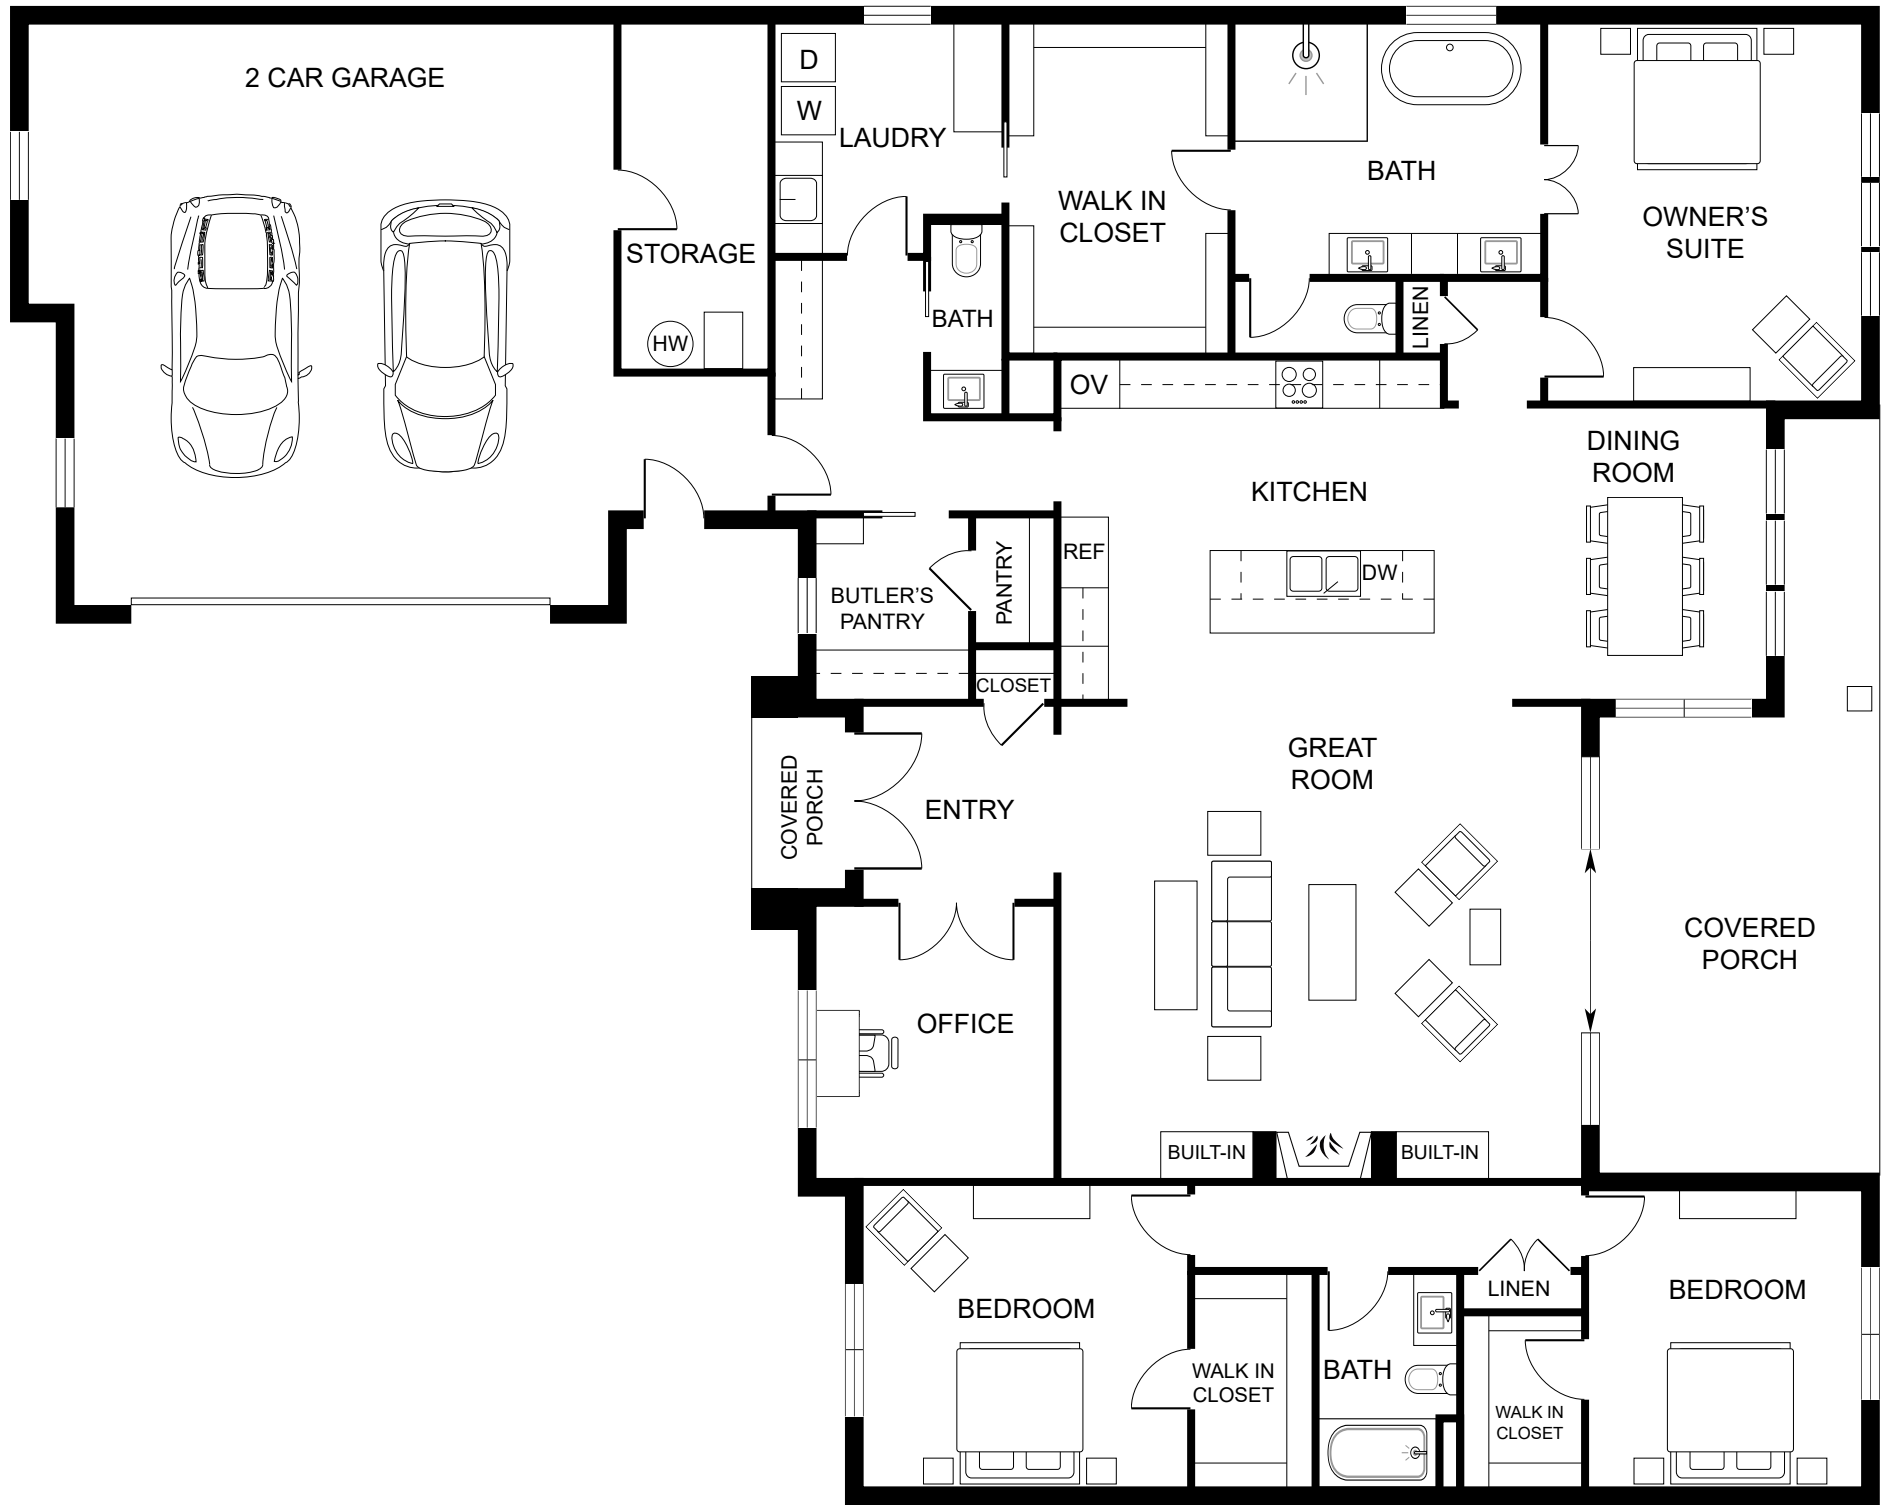 2 CAR GARAGE
D
W
LAUDRY
STORAGE
HW
BATH
WALK IN
CLOSET
BATH
LINEN
OWNER'S
SUITE
OV
DINING
ROOM
KITCHEN
REF
DW
BUTLER'S
PANTRY
PANTRY
CLOSET
COVERED
PORCH
ENTRY
GREAT
ROOM
COVERED
PORCH
OFFICE
BUILT-IN
BUILT-IN
BEDROOM
LINEN
BEDROOM
WALK IN
CLOSET
BATH
WALK IN
CLOSET